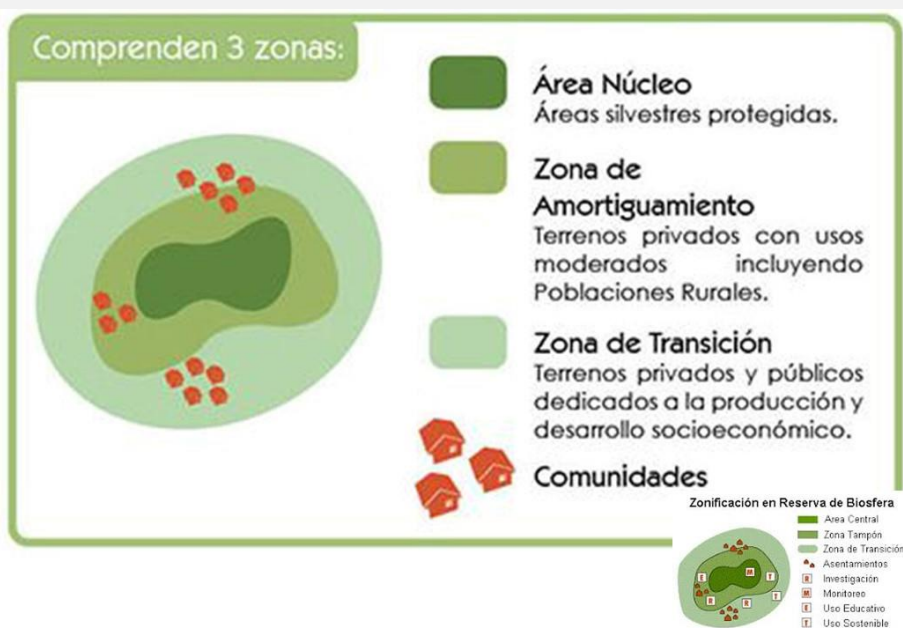 Comprenden 3 zonas:
Área Núcleo
Áreas silvestres protegidas.
Zona de
Amortiguamiento
Terrenos privados con usos
moderados incluyendo
Poblaciones Rurales.
Zona de Transición
Terrenos privados y públicos
dedicados a la producción y
desarrollo socioeconómico.
Comunidades
Zonificación en Reserva de Biosfera
Area Central
Zona Tampón
Zona de Transición
Asentamientos
R Investigación
M Monitoreo
E Uso Educativo
T Uso Sostenible
E
M
T
R
R
T